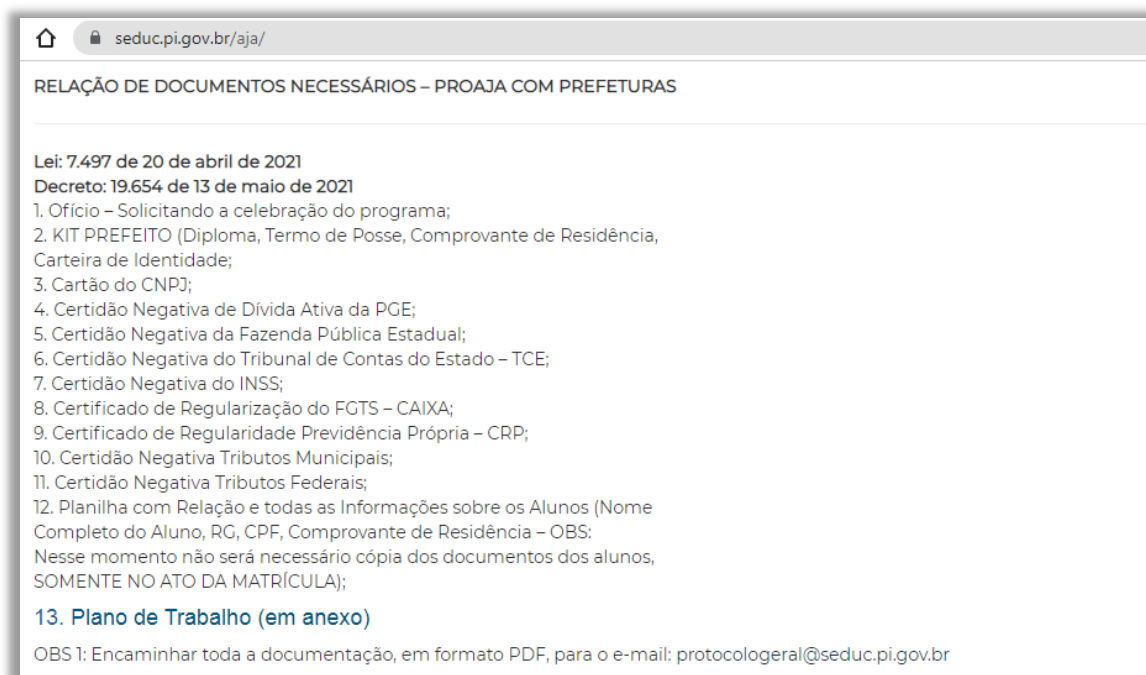 seduc.pi.gov.br/aja/
RELAÇÃO DE DOCUMENTOS NECESSÁRIOS – PROAJA COM PREFETURAS
Lei: 7.497 de 20 de abril de 2021
Decreto: 19.654 de 13 de maio de 2021
1. Ofício – Solicitando a celebração do programa;
2. KIT PREFEITO (Diploma, Termo de Posse, Comprovante de Residência,
Carteira de Identidade;
3. Cartão do CNPJ;
4. Certidão Negativa de Dívida Ativa da PGE;
5. Certidão Negativa da Fazenda Pública Estadual;
6. Certidão Negativa do Tribunal de Contas do Estado – TCE;
7. Certidão Negativa do INSS;
8. Certificado de Regularização do FGTS – CAIXA;
9. Certificado de Regularidade Previdência Própria – CRP;
10. Certidão Negativa Tributos Municipais;
11. Certidão Negativa Tributos Federais;
12. Planilha com Relação e todas as Informações sobre os Alunos (Nome
Completo do Aluno, RG, CPF, Comprovante de Residência – OBS:
Nesse momento não será necessário cópia dos documentos dos alunos,
SOMENTE NO ATO DA MATRÍCULA);
13. Plano de Trabalho (em anexo)
OBS 1: Encaminhar toda a documentação, em formato PDF, para o e-mail: protocologeral@seduc.pi.gov.br